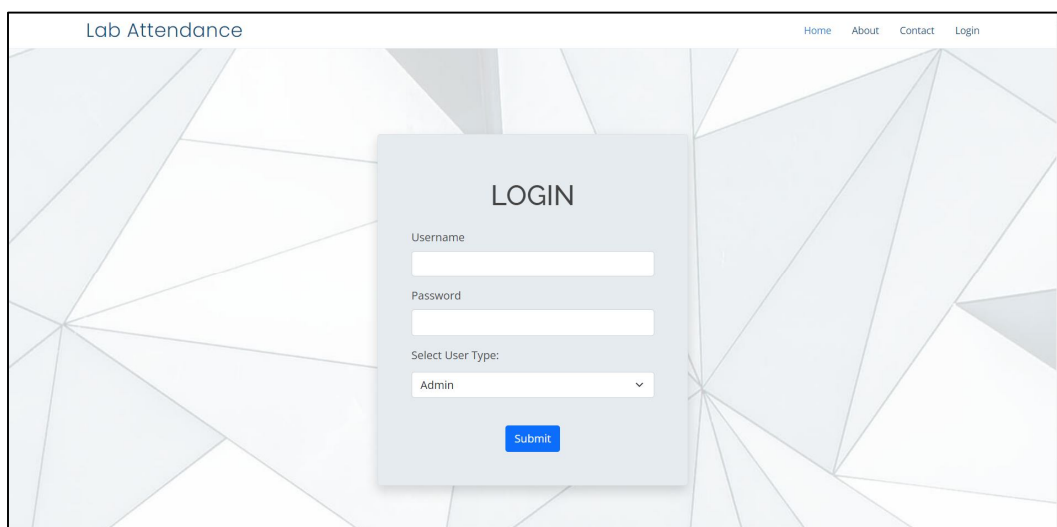 Lab Attendance
Home About Contact Login
LOGIN
Username
Password
Select User Type:
Admin
Submit